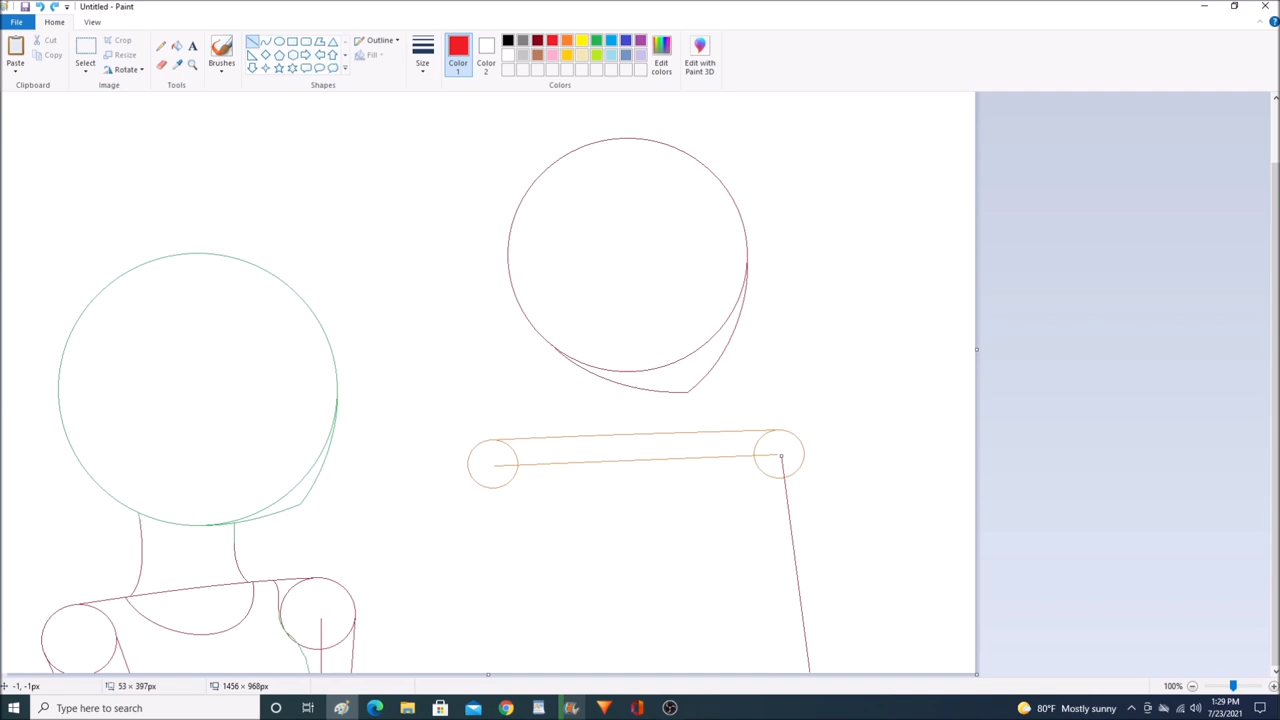 Untitled - Paint
File
Home
View
Paste
Cut
Copy
Clipboard
Select
Crop
Resize
Rotate
Image
Tools
Brushes
Outline
Fill
Shapes
Size
Color 1
Color 2
Edit colors
Edit with Paint 3D
Colors
-1, -1px
53 × 397px
1456 × 968px
100%
Type here to search
80°F Mostly sunny
1:29 PM
7/23/2021